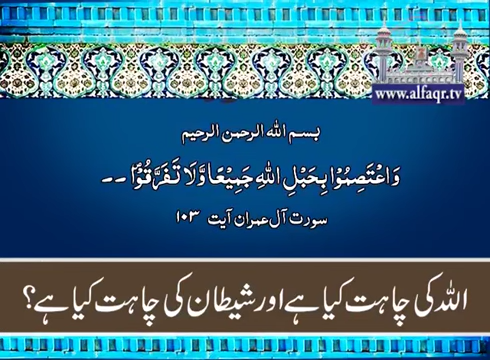 www.alfaqr.tv
بسم الله الرحمن الرحيم
وَاعْتَصِمُوْا بِحَبْلِ اللّٰهِ جَمِيْعًا وَّلَا تَفَرَّقُوْا ۪ --
سورت آل عمران آیت ۱۰۳
اللہ کی چاہت کیا ہے اور شیطان کی چاہت کیا ہے؟